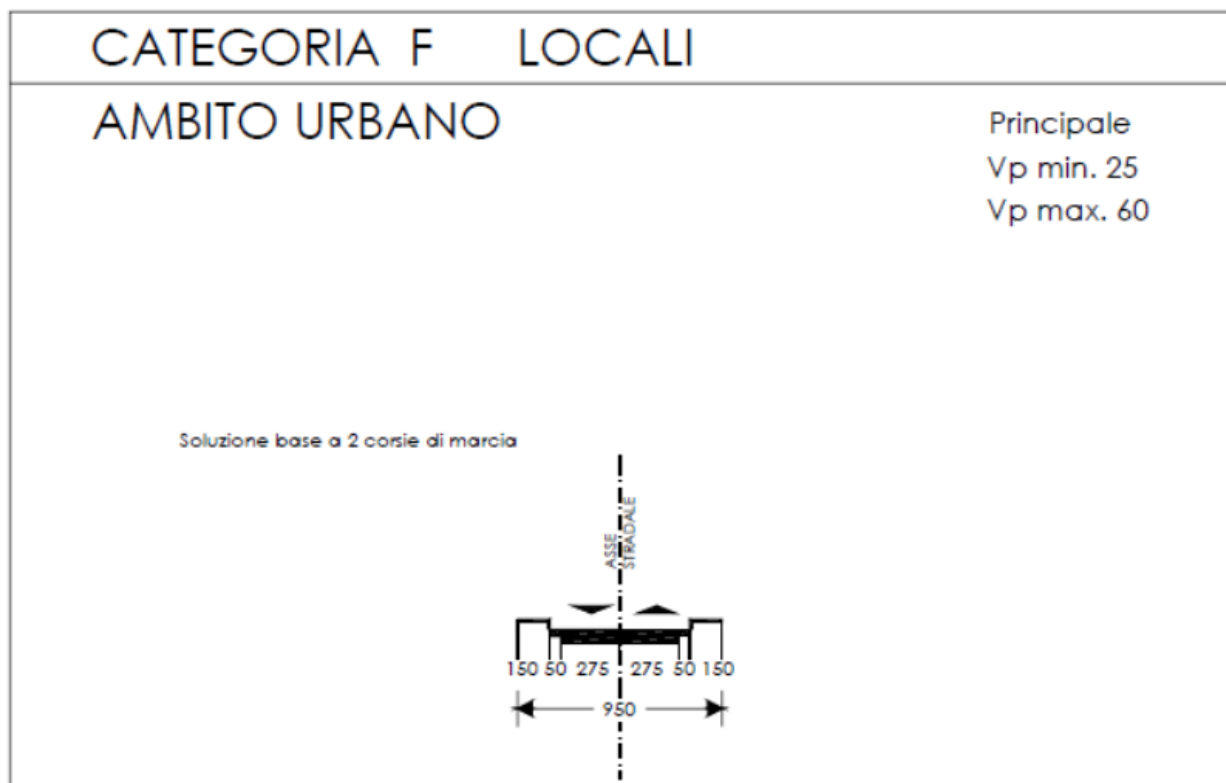 CATEGORIA F LOCALI
AMBITO URBANO
Principale
Vp min. 25
Vp max. 60
Soluzione base a 2 corsie di marcia
ASSE
STRADALE
150 50 275 275 50 150
950